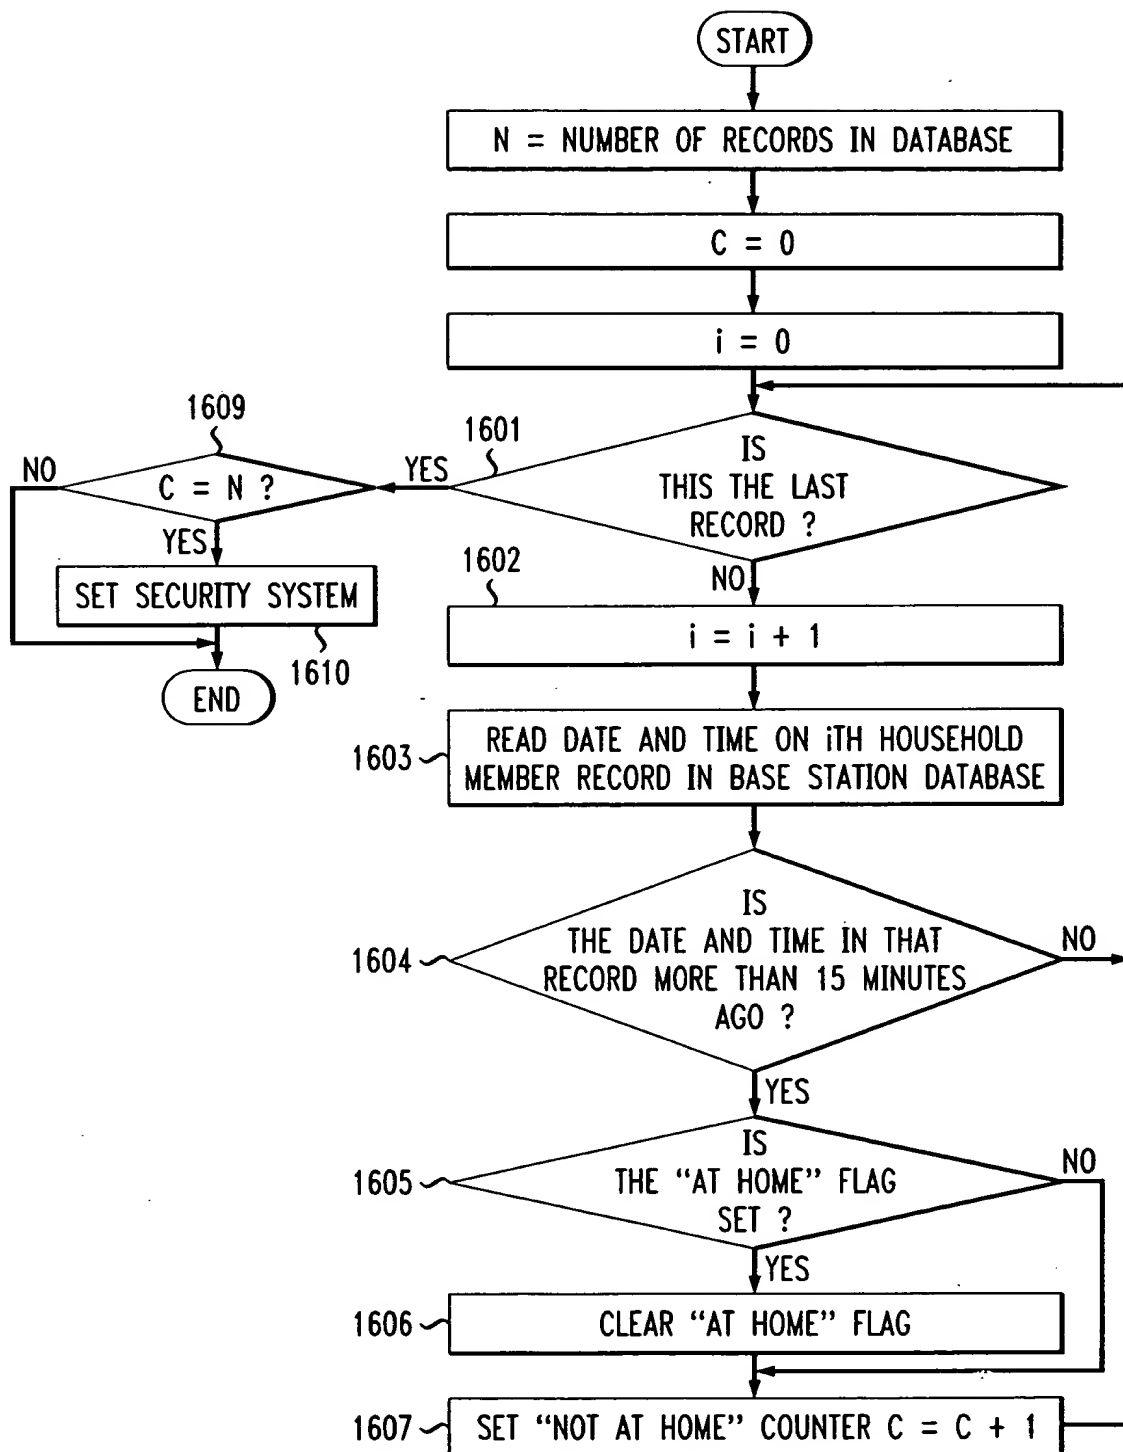 START
N = NUMBER OF RECORDS IN DATABASE
C = 0
i = 0
1609
NO
C = N ?
YES
SET SECURITY SYSTEM
1610
END
1601
YES
IS
THIS THE LAST
RECORD ?
NO
1602
i = i + 1
1603
READ DATE AND TIME ON iTH HOUSEHOLD
MEMBER RECORD IN BASE STATION DATABASE
1604
IS
THE DATE AND TIME IN THAT
RECORD MORE THAN 15 MINUTES
AGO ?
NO
YES
1605
IS
THE “AT HOME” FLAG
SET ?
NO
YES
1606
CLEAR “AT HOME” FLAG
1607
SET “NOT AT HOME” COUNTER C = C + 1